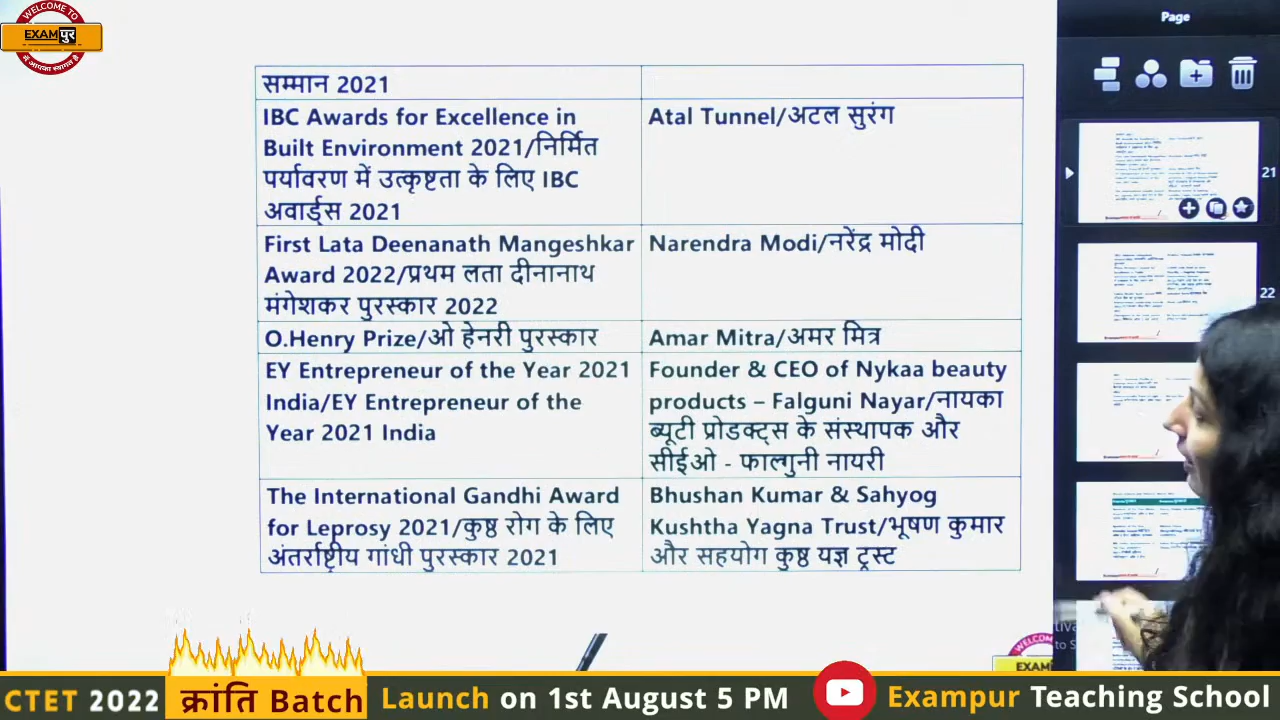 WELCOME TO
EXAMपुर
में आपका स्वागत है
Page
सम्मान 2021
IBC Awards for Excellence in
Built Environment 2021/निर्मित
पर्यावरण में उत्कृष्टता के लिए IBC
अवार्ड्स 2021
Atal Tunnel/अटल सुरंग
First Lata Deenanath Mangeshkar
Award 2022/प्रथम लता दीनानाथ
मंगेशकर पुरस्कार 2022
Narendra Modi/नरेंद्र मोदी
O.Henry Prize/ओ हेनरी पुरस्कार
Amar Mitra/अमर मित्र
EY Entrepreneur of the Year 2021
India/EY Entrepreneur of the
Year 2021 India
Founder & CEO of Nykaa beauty
products – Falguni Nayar/नायका
ब्यूटी प्रोडक्ट्स के संस्थापक और
सीईओ - फाल्गुनी नायरी
The International Gandhi Award
for Leprosy 2021/कुष्ठ रोग के लिए
अंतर्राष्ट्रीय गांधी पुरस्कार 2021
Bhushan Kumar & Sahyog
Kushtha Yagna Trust/भूषण कुमार
और सहयोग कुष्ठ यज्ञ ट्रस्ट
21
22
WELCOME
EXAM
CTET 2022
क्रांति Batch
Launch on 1st August 5 PM
Exampur Teaching School